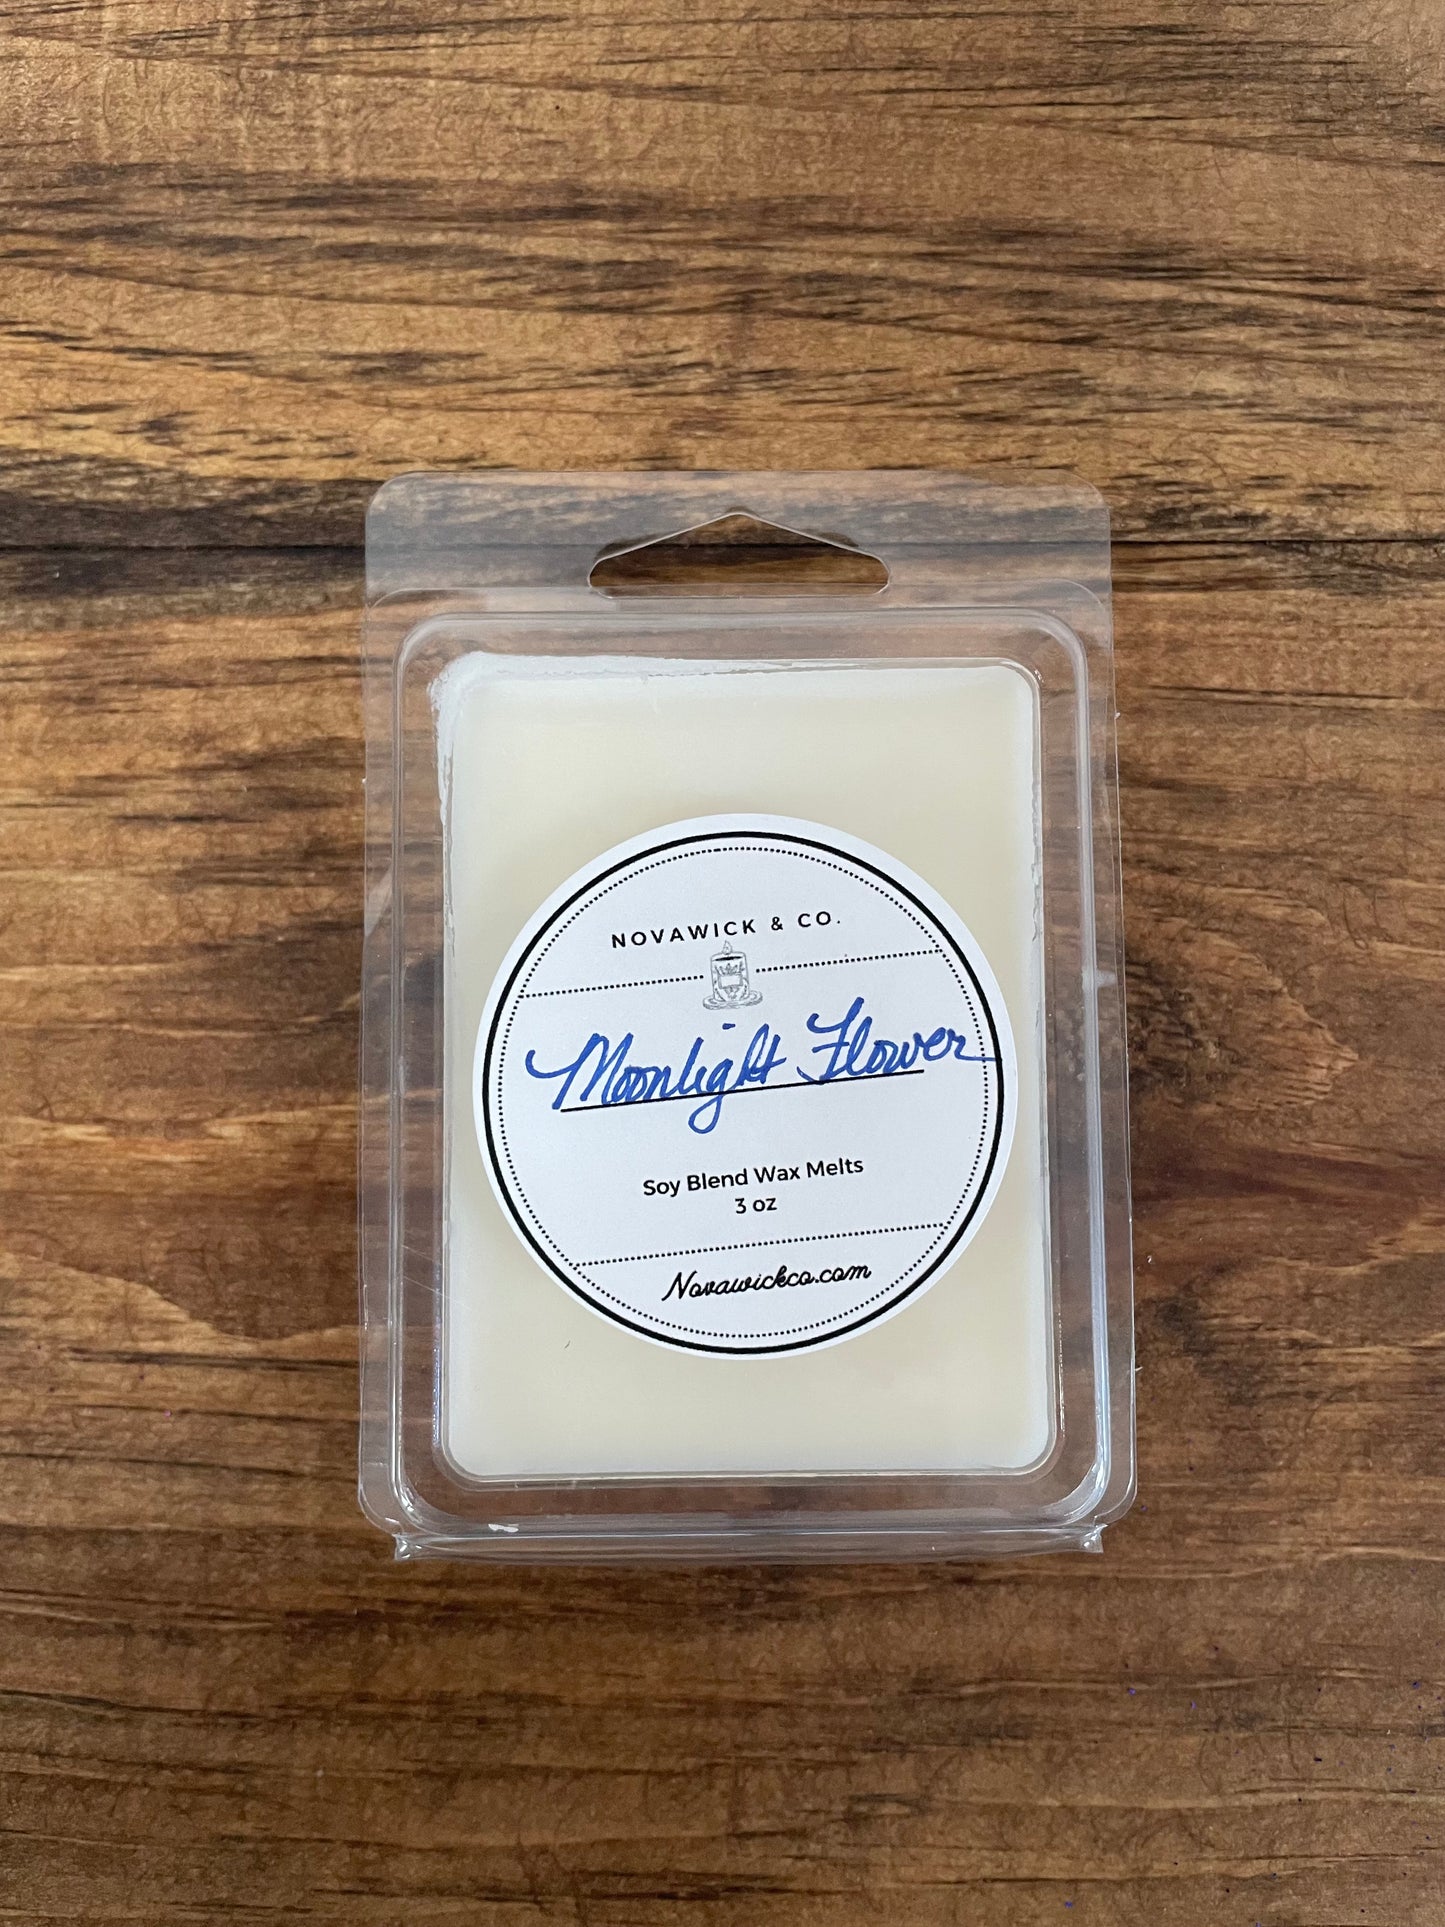 NOVAWICK & CO.
Moonlight Flower
Soy Blend Wax Melts
3 oz
Novawickco.com